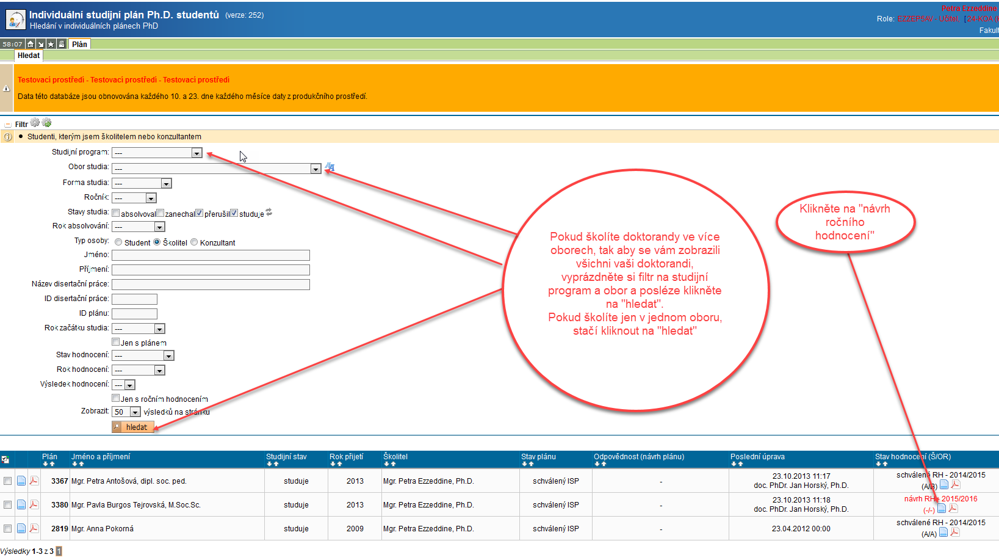 Individuální studijní plán Ph.D. studentů (verze: 252)
Hledání v individuálních plánech PhD
Petra Ezzeddine
Role: EZZEP5AV - Učitel, [24-KOA (H
Fakult
58:07 Plán
Hledat
Testovací prostředí - Testovací prostředí - Testovací prostředí
Data této databáze jsou obnovována každého 10. a 23. dne každého měsíce daty z produkčního prostředí.
Filtr
Studenti, kterým jsem školitelem nebo konzultantem
Studijní program: ---
Obor studia: ---
Forma studia: ---
Ročník: ---
Stavy studia: absolvoval zanechal přerušil studuje
Rok absolvování: ---
Typ osoby: Student Školitel Konzultant
Jméno:
Příjmení:
Název disertační práce:
ID disertační práce:
ID plánu:
Rok začátku studia: ---
Jen s plánem
Stav hodnocení: ---
Rok hodnocení: ---
Výsledek hodnocení: ---
Jen s ročním hodnocením
Zobrazit: 50 výsledků na stránku
hledat
Pokud školíte doktorandy ve více
oborech, tak aby se vám zobrazili
všichni vaši doktorandi,
vyprázdněte si filtr na studijní
program a obor a posléze klikněte
na "hledat".
Pokud školíte jen v jednom oboru,
stačí kliknout na "hledat"
Klikněte na "návrh
ročního
hodnocení"
Plán Jméno a příjmení Studijní stav Rok přijetí Školitel Stav plánu Odpovědnost (návrh plánu) Poslední úprava Stav hodnocení (Š/OR)
3367 Mgr. Petra Antošová, dipl. soc. ped. studuje 2013 Mgr. Petra Ezzeddine, Ph.D. schválený ISP - 23.10.2013 11:17 schválené RH - 2014/2015
doc. PhDr. Jan Horský, Ph.D. (A/B)
3380 Mgr. Pavla Burgos Tejrovská, M.Soc.Sc. studuje 2013 Mgr. Petra Ezzeddine, Ph.D. schválený ISP - 23.10.2013 11:18 návrh RH - 2015/2016
doc. PhDr. Jan Horský, Ph.D. (-/-)
2819 Mgr. Anna Pokorná studuje 2009 Mgr. Petra Ezzeddine, Ph.D. schválený ISP - 23.04.2012 00:00 schválené RH - 2014/2015
(A/A)
Výsledky 1-3 z 3 1